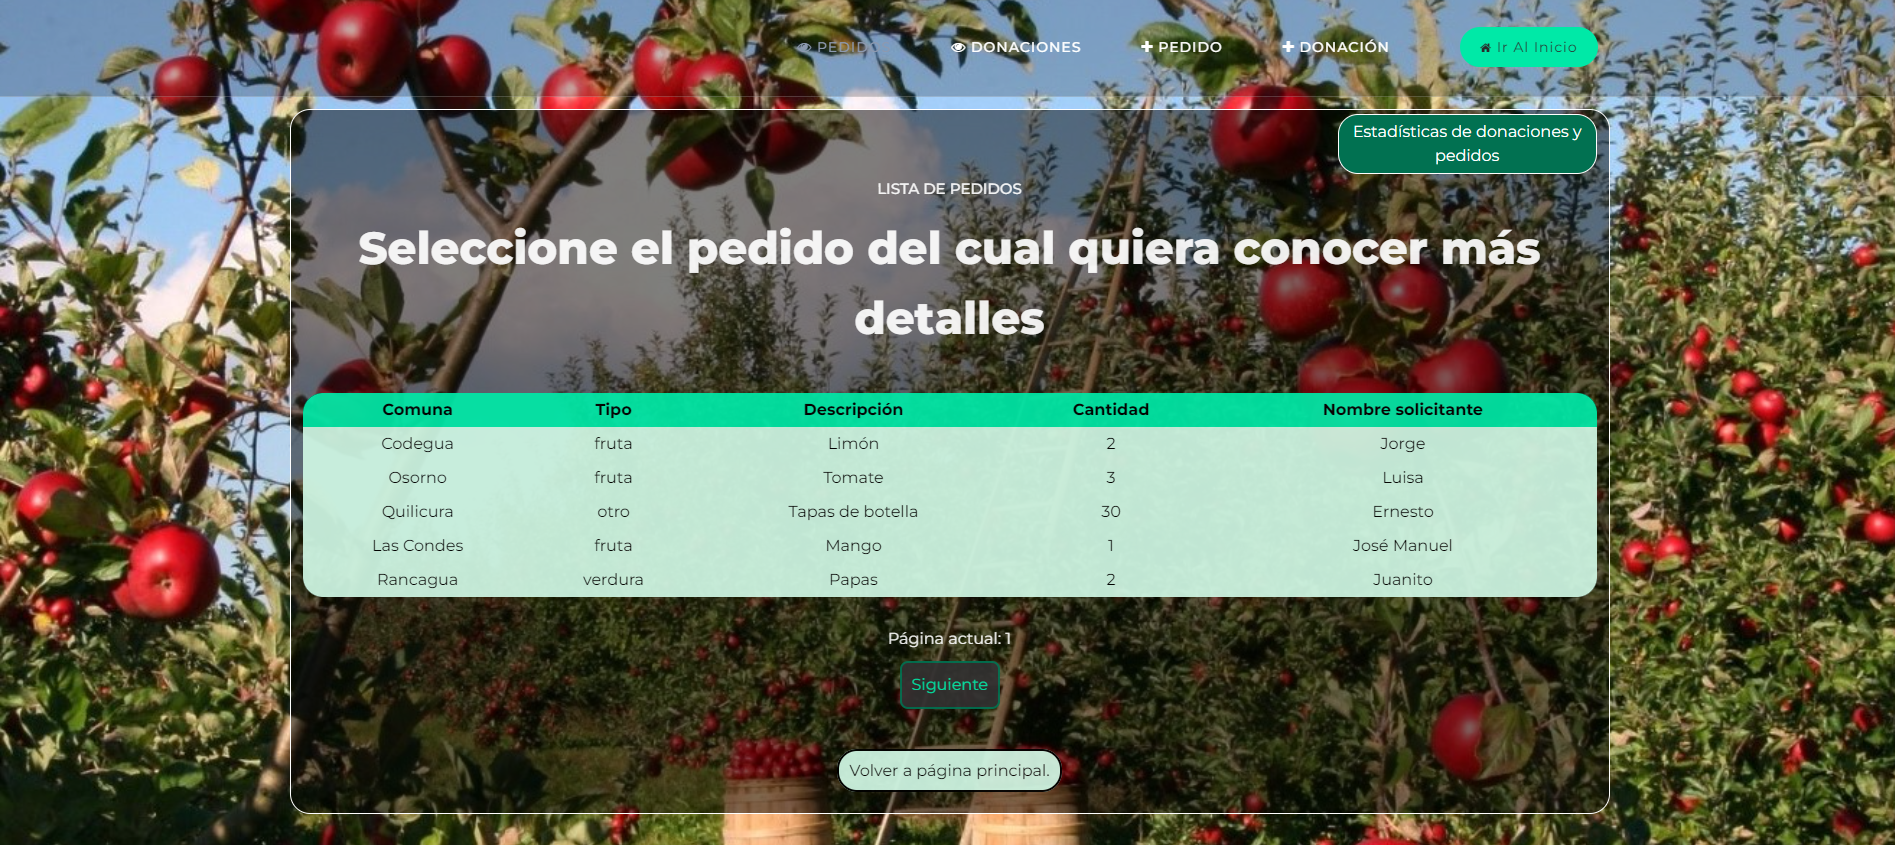 PEDIDOS
DONACIONES
PEDIDO
DONACIÓN
Ir Al Inicio
Estadísticas de donaciones y
pedidos
LISTA DE PEDIDOS
Seleccione el pedido del cual quiera conocer más
detalles
Comuna Tipo Descripción Cantidad Nombre solicitante
Codegua fruta Limón 2 Jorge
Osorno fruta Tomate 3 Luisa
Quilicura otro Tapas de botella 30 Ernesto
Las Condes fruta Mango 1 José Manuel
Rancagua verdura Papas 2 Juanito
Página actual: 1
Siguiente
Volver a página principal.